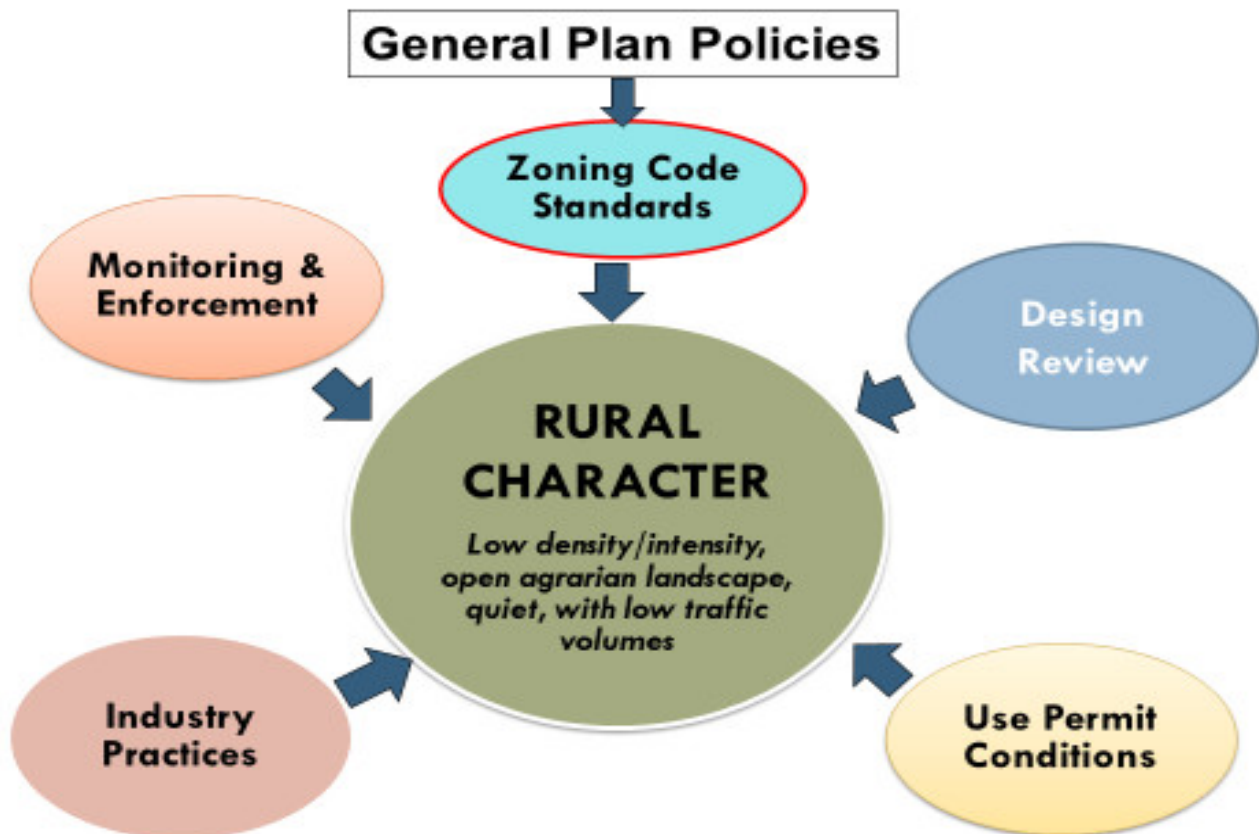 General Plan Policies
Zoning Code
Standards
Monitoring &
Enforcement
Design
Review
RURAL
CHARACTER
Low density/intensity,
open agrarian landscape,
quiet, with low traffic
volumes
Industry
Practices
Use Permit
Conditions